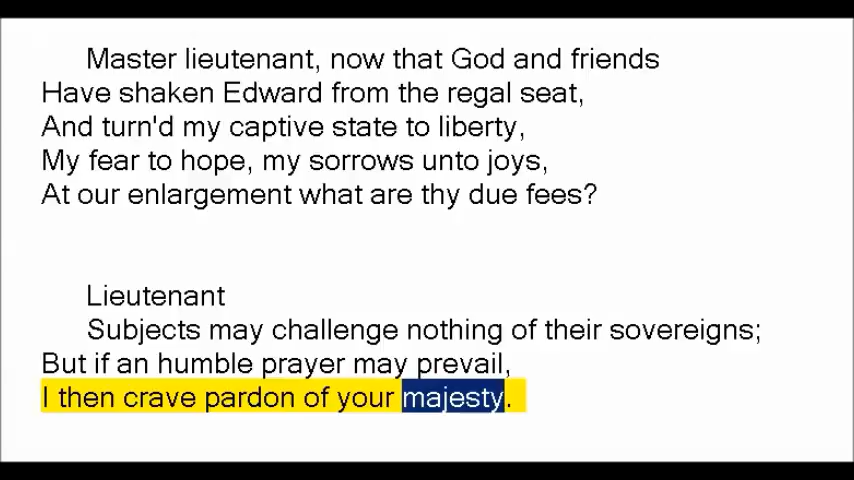 Master lieutenant, now that God and friends
Have shaken Edward from the regal seat,
And turn'd my captive state to liberty,
My fear to hope, my sorrows unto joys,
At our enlargement what are thy due fees?
Lieutenant
Subjects may challenge nothing of their sovereigns;
But if an humble prayer may prevail,
I then crave pardon of your majesty.